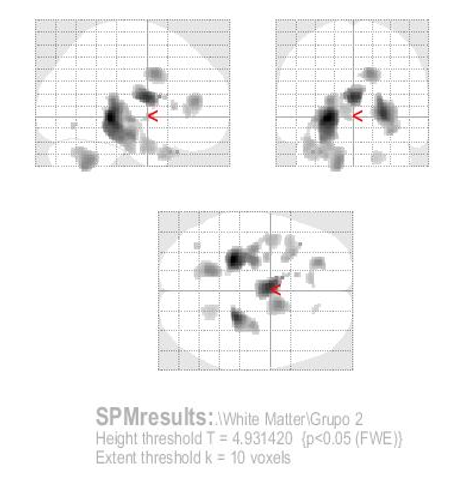 SPMresults:.\White Matter\Grupo 2
Height threshold T = 4.931420 {p<0.05 (FWE)}
Extent threshold k = 10 voxels